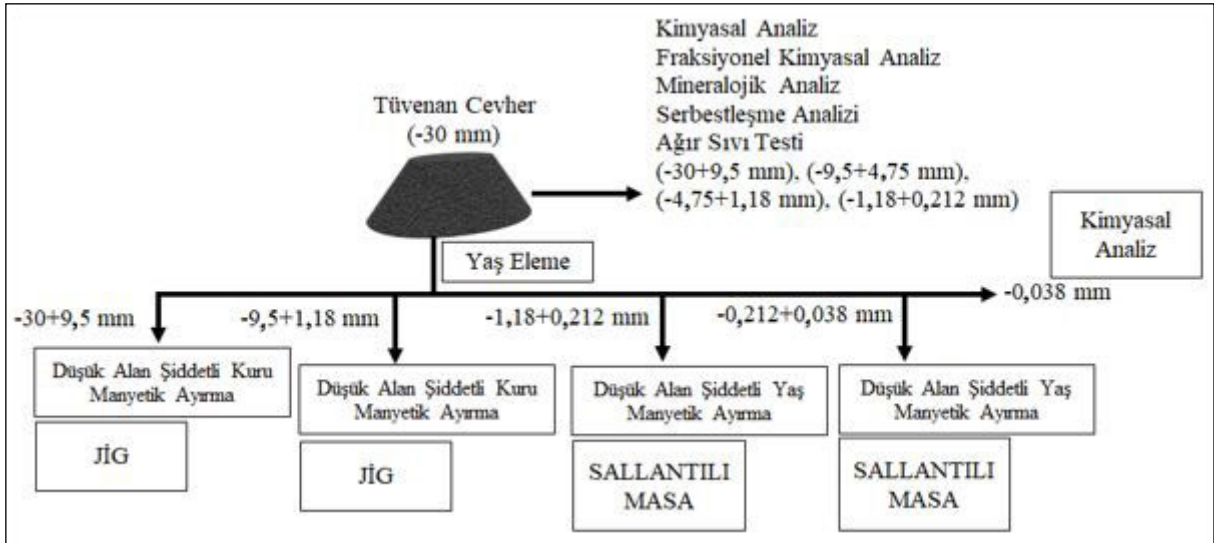 Kimyasal Analiz
Fraksiyonel Kimyasal Analiz
Mineralojik Analiz
Serbestleşme Analizi
Ağır Sıvı Testi
(-30+9,5 mm), (-9,5+4,75 mm),
(-4,75+1,18 mm), (-1,18+0,212 mm)
Tüvenan Cevher
(-30 mm)
Yaş Eleme
Kimyasal
Analiz
-0,038 mm
-30+9,5 mm
-9,5+1,18 mm
-1,18+0,212 mm
-0,212+0,038 mm
Düşük Alan Şiddetli Kuru
Manyetik Ayırma
JİG
Düşük Alan Şiddetli Kuru
Manyetik Ayırma
JİG
Düşük Alan Şiddetli Yaş
Manyetik Ayırma
SALLANTILI
MASA
Düşük Alan Şiddetli Yaş
Manyetik Ayırma
SALLANTILI
MASA